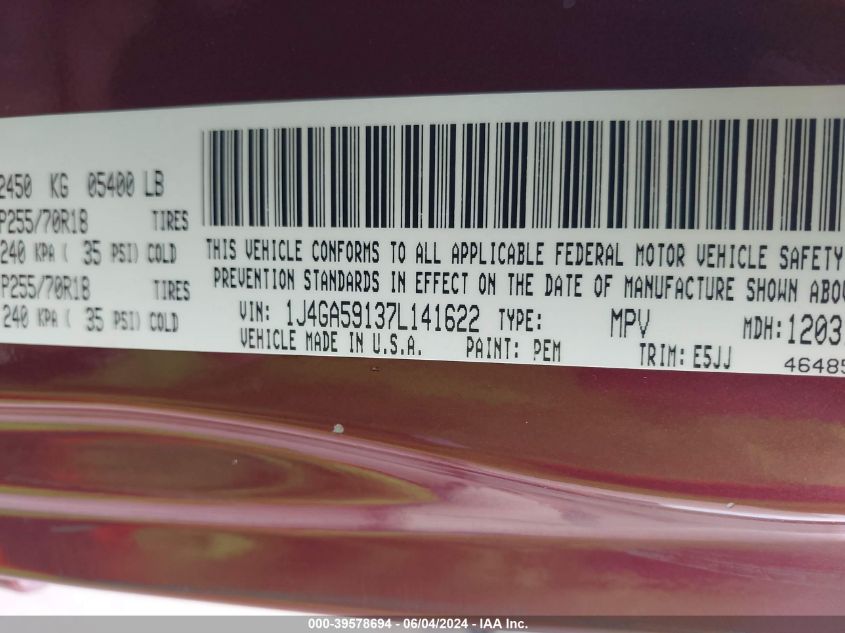 2450 KG 05400 LB
P255/70R18 TIRES
240 KPA ( 35 PSI) COLD
P255/70R18 TIRES
240 KPA ( 35 PSI) COLD
THIS VEHICLE CONFORMS TO ALL APPLICABLE FEDERAL MOTOR VEHICLE SAFETY
PREVENTION STANDARDS IN EFFECT ON THE DATE OF MANUFACTURE SHOWN ABOV
VIN: 1J4GA59137L141622 TYPE: MPV MDH: 1203
VEHICLE MADE IN U.S.A. PAINT: PEM TRIM: E5JJ 46485
000-39578694 - 06/04/2024 - IAA Inc.